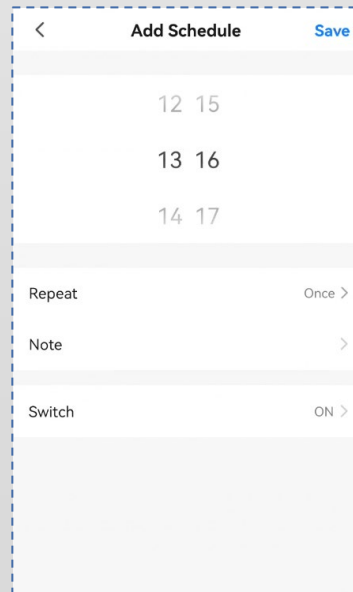 Add Schedule Save
12 15
13 16
14 17
Repeat Once
Note
Switch ON